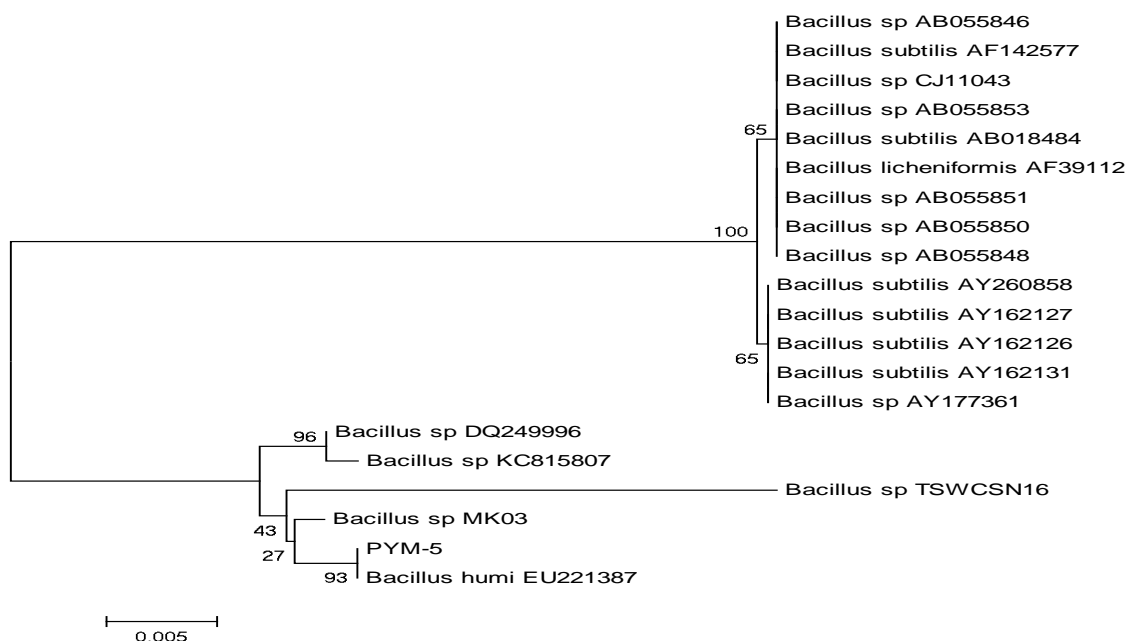 Bacillus sp AB055846
Bacillus subtilis AF142577
Bacillus sp CJ11043
Bacillus sp AB055853
65
Bacillus subtilis AB018484
Bacillus licheniformis AF39112
Bacillus sp AB055851
Bacillus sp AB055850
100
Bacillus sp AB055848
Bacillus subtilis AY260858
Bacillus subtilis AY162127
Bacillus subtilis AY162126
65
Bacillus subtilis AY162131
Bacillus sp AY177361
96
Bacillus sp DQ249996
Bacillus sp KC815807
Bacillus sp TSWCSN16
43
Bacillus sp MK03
27
PYM-5
93
Bacillus humi EU221387
0.005